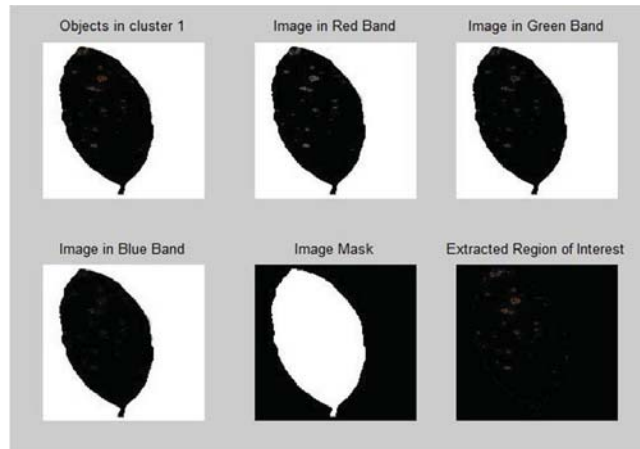 Objects in cluster 1
Image in Red Band
Image in Green Band
Image in Blue Band
Image Mask
Extracted Region of Interest